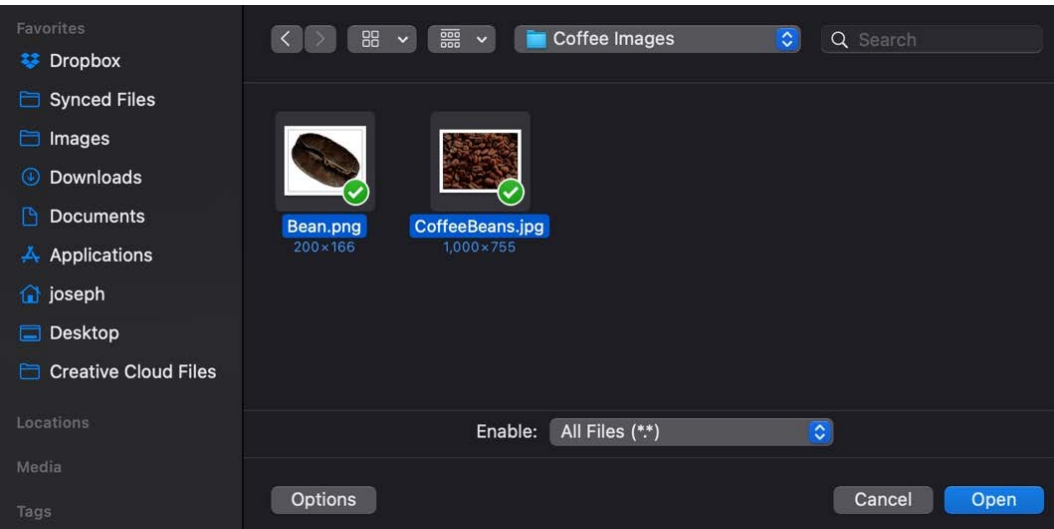 Favorites
Dropbox
Synced Files
Images
Downloads
Documents
Applications
joseph
Desktop
Creative Cloud Files
Locations
Media
Tags
Coffee Images
Search
Bean.png
200×166
CoffeeBeans.jpg
1,000×755
Enable: All Files (*.*)
Options
Cancel
Open